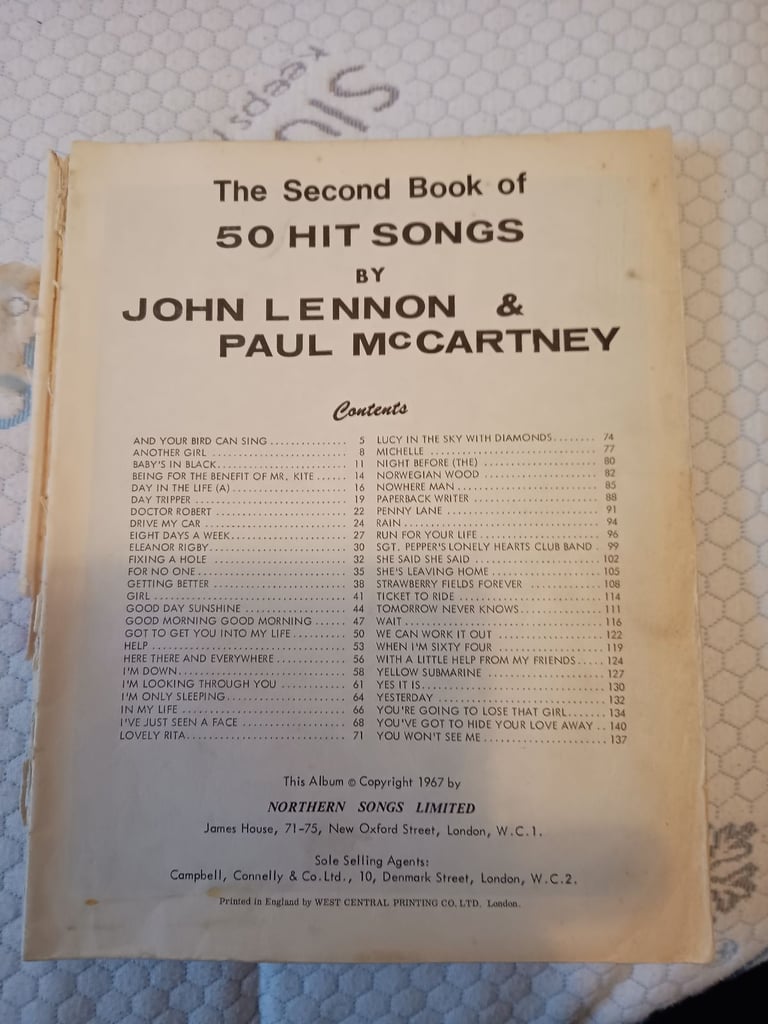 keeps
The Second Book of
50 HIT SONGS
BY
JOHN LENNON &
PAUL McCARTNEY
Contents
AND YOUR BIRD CAN SING .............. 5
ANOTHER GIRL ........................ 8
BABY'S IN BLACK...................... 11
BEING FOR THE BENEFIT OF MR. KITE ...... 14
DAY IN THE LIFE (A) .................. 16
DAY TRIPPER ......................... 19
DOCTOR ROBERT ....................... 22
DRIVE MY CAR ........................ 24
EIGHT DAYS A WEEK.................... 27
ELEANOR RIGBY........................ 30
FIXING A HOLE ....................... 32
FOR NO ONE .......................... 35
GETTING BETTER ...................... 38
GIRL ................................ 41
GOOD DAY SUNSHINE ................... 44
GOOD MORNING GOOD MORNING ...... 47
GOT TO GET YOU INTO MY LIFE.......... 50
HELP ................................ 53
HERE THERE AND EVERYWHERE ............ 56
I'M DOWN............................. 58
I'M LOOKING THROUGH YOU ............. 61
I'M ONLY SLEEPING.................... 64
IN MY LIFE .......................... 66
I'VE JUST SEEN A FACE ............... 68
LOVELY RITA.......................... 71
LUCY IN THE SKY WITH DIAMONDS........ 74
MICHELLE ............................ 77
NIGHT BEFORE (THE) .................. 80
NORWEGIAN WOOD ...................... 82
NOWHERE MAN ......................... 85
PAPERBACK WRITER .................... 88
PENNY LANE .......................... 91
RAIN................................. 94
RUN FOR YOUR LIFE ................... 96
SGT. PEPPER'S LONELY HEARTS CLUB BAND . 99
SHE SAID SHE SAID ................... 102
SHE'S LEAVING HOME .................. 105
STRAWBERRY FIELDS FOREVER ........... 108
TICKET TO RIDE ...................... 114
TOMORROW NEVER KNOWS................. 111
WAIT ................................ 116
WE CAN WORK IT OUT .................. 122
WHEN I'M SIXTY FOUR ................. 119
WITH A LITTLE HELP FROM MY FRIENDS..... 124
YELLOW SUBMARINE .................... 127
YES IT IS............................ 130
YESTERDAY ........................... 132
YOU'RE GOING TO LOSE THAT GIRL....... 134
YOU'VE GOT TO HIDE YOUR LOVE AWAY .. 140
YOU WON'T SEE ME..................... 137
This Album © Copyright 1967 by
NORTHERN SONGS LIMITED
James House, 71-75, New Oxford Street, London, W.C.1.
Sole Selling Agents:
Campbell, Connelly & Co.Ltd., 10, Denmark Street, London, W.C.2.
Printed in England by WEST CENTRAL PRINTING CO. LTD. London.